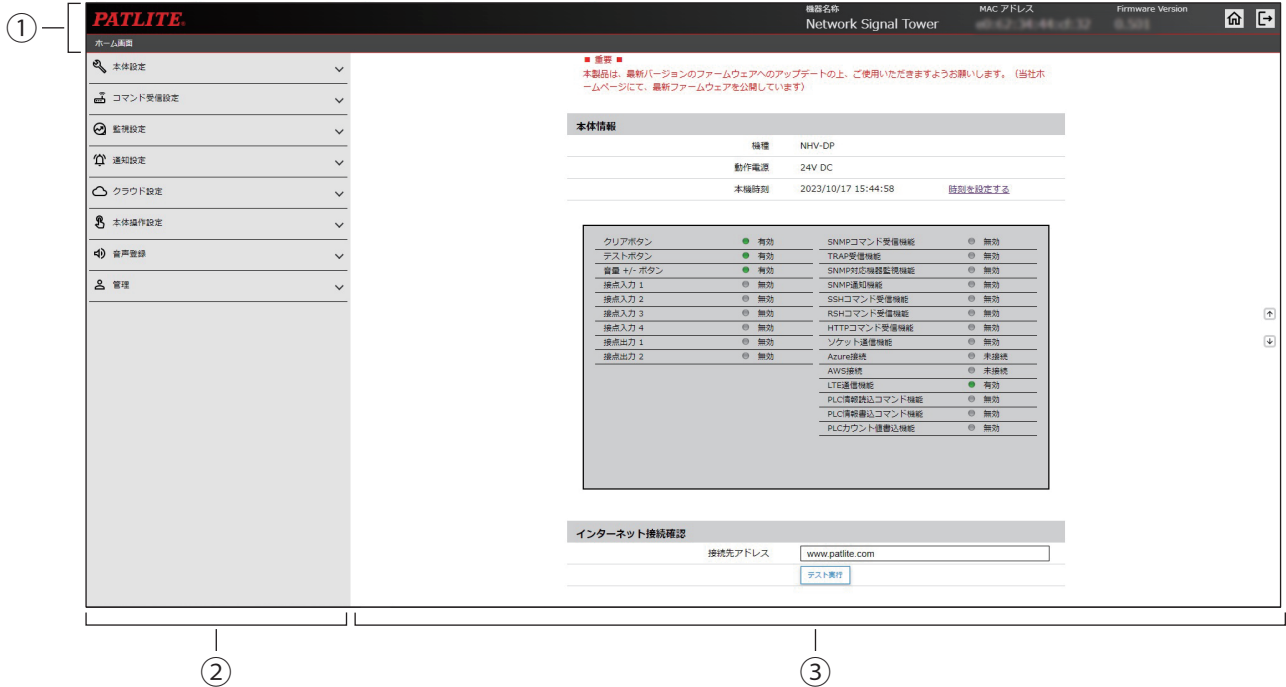 ①
PATLITE®
機器名称
Network Signal Tower
MAC アドレス
Firmware Version
ホーム画面
本体設定
コマンド受信設定
監視設定
通知設定
クラウド設定
本体操作設定
音声登録
管理
■ 重要 ■
本製品は、最新バージョンのファームウェアへのアップデートの上、ご使用いただきますようお願いします。（当社ホ
ームページにて、最新ファームウェアを公開しています）
本体情報
機種 NHV-DP
動作電源 24V DC
本機時刻 2023/10/17 15:44:58 時刻を設定する
クリアボタン 有効
テストボタン 有効
音量 +/- ボタン 有効
接点入力 1 無効
接点入力 2 無効
接点入力 3 無効
接点入力 4 無効
接点出力 1 無効
接点出力 2 無効
SNMPコマンド受信機能 無効
TRAP受信機能 無効
SNMP対応機器監視機能 無効
SNMP通知機能 無効
SSHコマンド受信機能 無効
RSHコマンド受信機能 無効
HTTPコマンド受信機能 無効
ソケット通信機能 無効
Azure接続 未接続
AWS接続 未接続
LTE通信機能 有効
PLC情報読込コマンド機能 無効
PLC情報書込コマンド機能 無効
PLCカウント値書込機能 無効
インターネット接続確認
接続先アドレス www.patlite.com
テスト実行
②
③